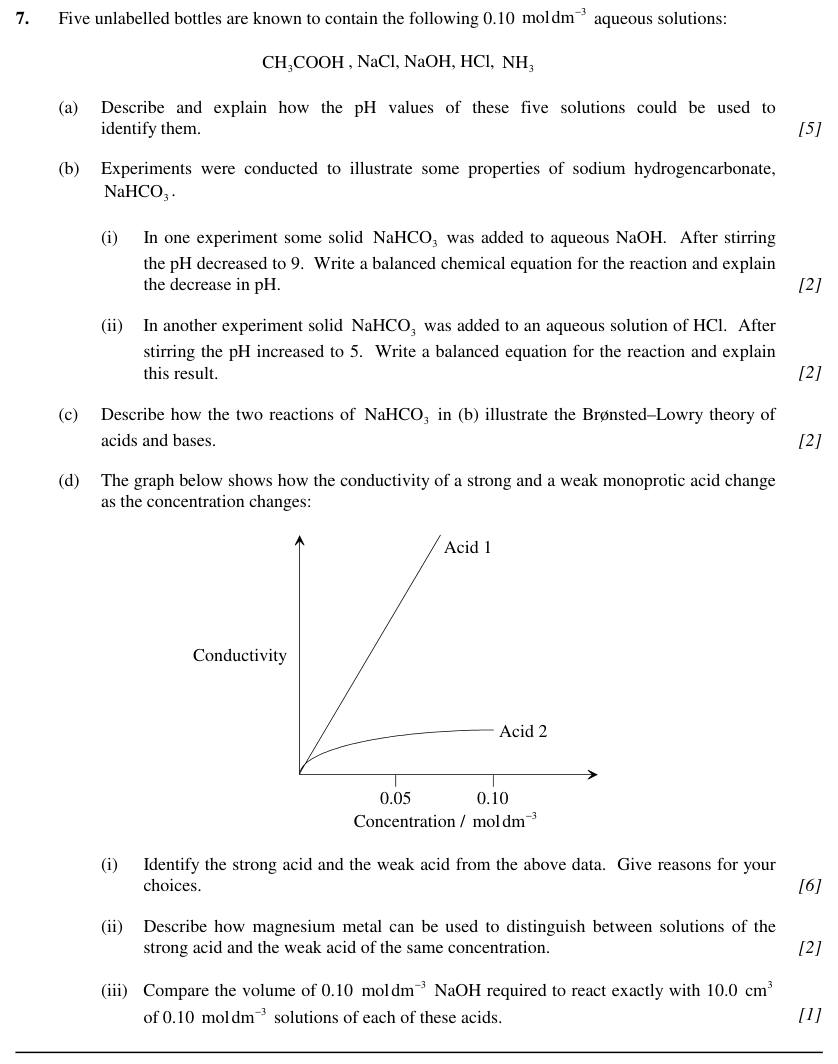 7. Five unlabelled bottles are known to contain the following 0.10 mol dm⁻³ aqueous solutions:
CH₃COOH , NaCl, NaOH, HCl, NH₃
(a) Describe and explain how the pH values of these five solutions could be used to
identify them. [5]
(b) Experiments were conducted to illustrate some properties of sodium hydrogencarbonate,
NaHCO₃.
(i) In one experiment some solid NaHCO₃ was added to aqueous NaOH. After stirring
the pH decreased to 9. Write a balanced chemical equation for the reaction and explain
the decrease in pH. [2]
(ii) In another experiment solid NaHCO₃ was added to an aqueous solution of HCl. After
stirring the pH increased to 5. Write a balanced equation for the reaction and explain
this result. [2]
(c) Describe how the two reactions of NaHCO₃ in (b) illustrate the Brønsted–Lowry theory of
acids and bases. [2]
(d) The graph below shows how the conductivity of a strong and a weak monoprotic acid change
as the concentration changes:
Acid 1
Conductivity
Acid 2
0.05 0.10
Concentration / mol dm⁻³
(i) Identify the strong acid and the weak acid from the above data. Give reasons for your
choices. [6]
(ii) Describe how magnesium metal can be used to distinguish between solutions of the
strong acid and the weak acid of the same concentration. [2]
(iii) Compare the volume of 0.10 mol dm⁻³ NaOH required to react exactly with 10.0 cm³
of 0.10 mol dm⁻³ solutions of each of these acids. [1]